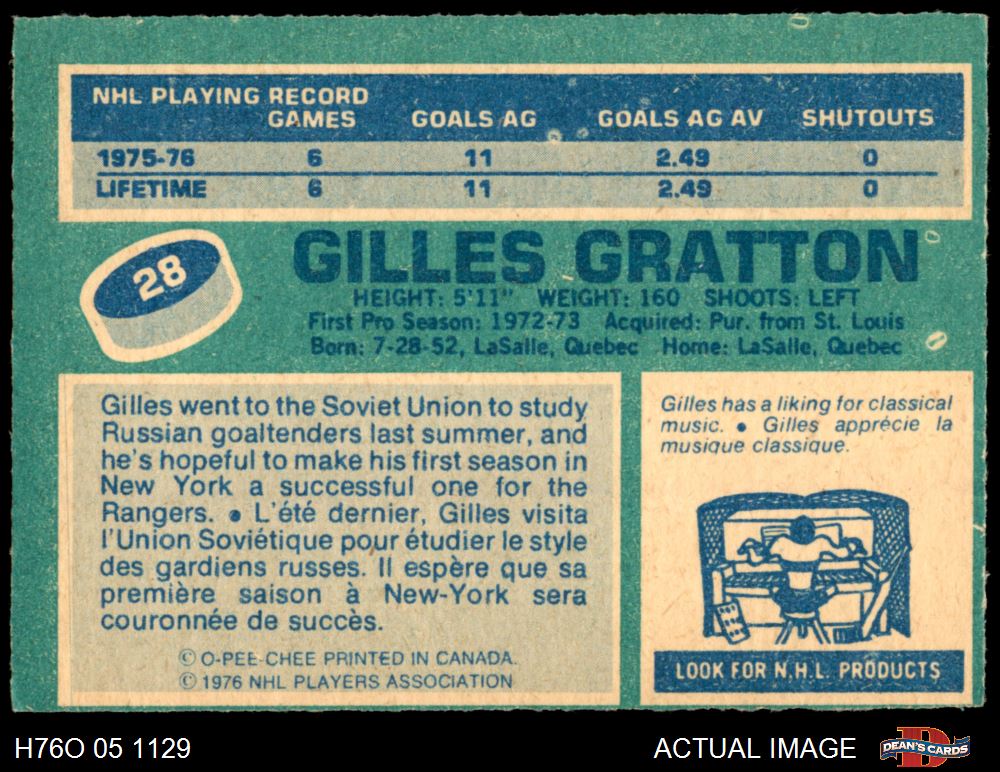 NHL PLAYING RECORD
GAMES GOALS AG GOALS AG AV SHUTOUTS
1975-76 6 11 2.49 0
LIFETIME 6 11 2.49 0
28
GILLES GRATTON
HEIGHT: 5'11" WEIGHT: 160 SHOOTS: LEFT
First Pro Season: 1972-73 Acquired: Pur. from St. Louis
Born: 7-28-52, LaSalle, Quebec Home: LaSalle, Quebec
Gilles went to the Soviet Union to study
Russian goaltenders last summer, and
he's hopeful to make his first season in
New York a successful one for the
Rangers. • L'été dernier, Gilles visita
l'Union Soviétique pour étudier le style
des gardiens russes. Il espère que sa
première saison à New-York sera
couronnée de succès.
© O-PEE-CHEE PRINTED IN CANADA.
© 1976 NHL PLAYERS ASSOCIATION
Gilles has a liking for classical
music. • Gilles apprécie la
musique classique.
LOOK FOR N.H.L PRODUCTS
H76O 05 1129
ACTUAL IMAGE
D
DEAN'S CARDS